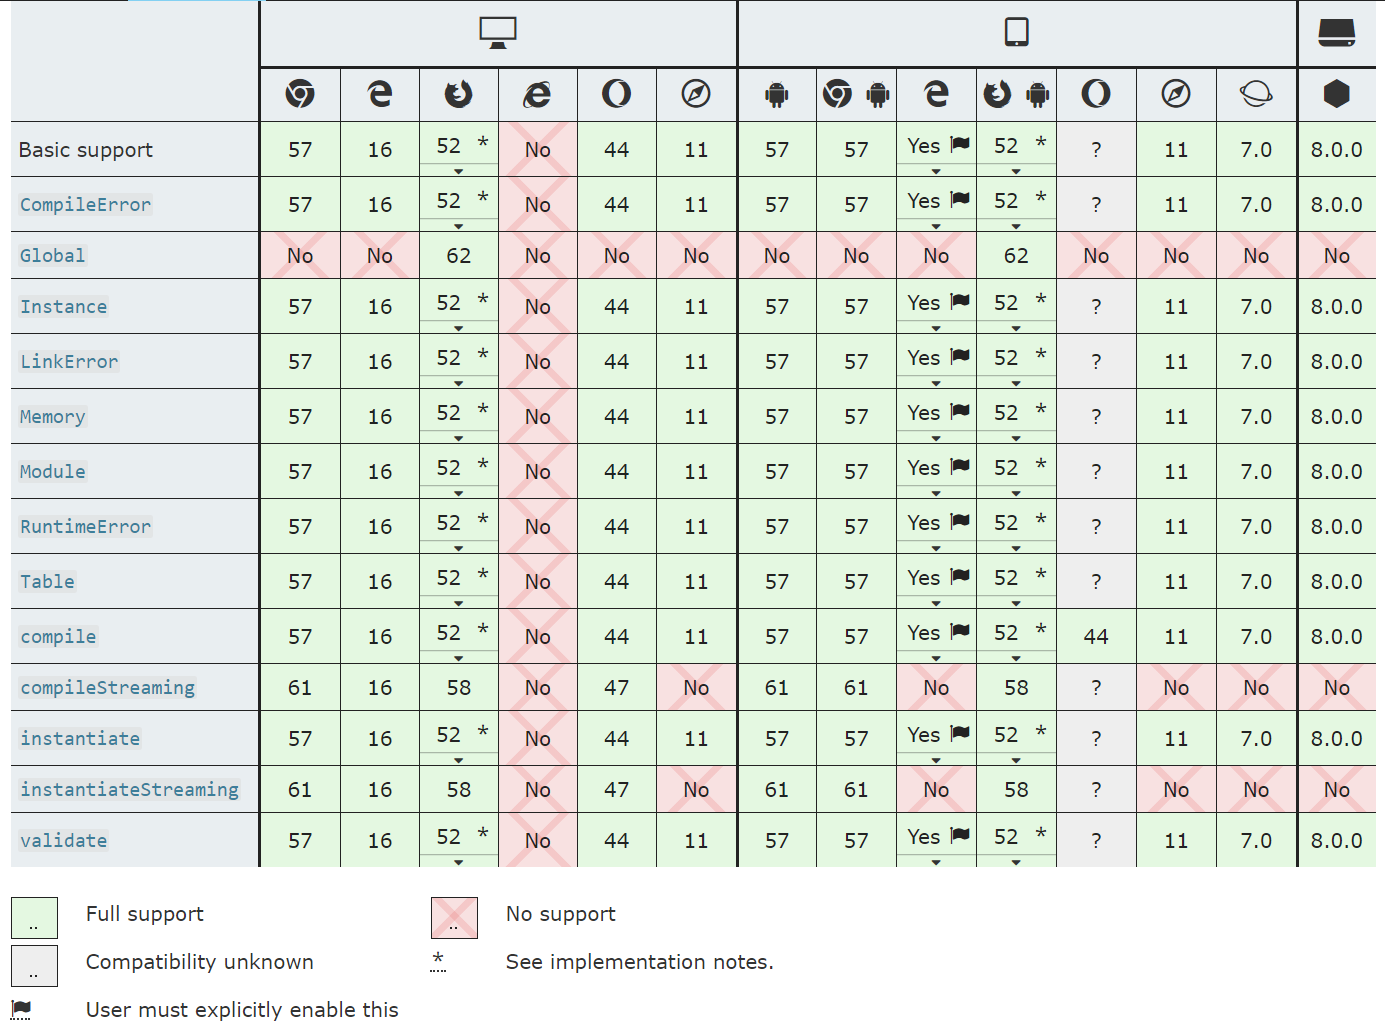 Basic support 57 16 52 * No 44 11 57 57 Yes 52 * ? 11 7.0 8.0.0
CompileError 57 16 52 * No 44 11 57 57 Yes 52 * ? 11 7.0 8.0.0
Global No No 62 No No No No No No 62 No No No No
Instance 57 16 52 * No 44 11 57 57 Yes 52 * ? 11 7.0 8.0.0
LinkError 57 16 52 * No 44 11 57 57 Yes 52 * ? 11 7.0 8.0.0
Memory 57 16 52 * No 44 11 57 57 Yes 52 * ? 11 7.0 8.0.0
Module 57 16 52 * No 44 11 57 57 Yes 52 * ? 11 7.0 8.0.0
RuntimeError 57 16 52 * No 44 11 57 57 Yes 52 * ? 11 7.0 8.0.0
Table 57 16 52 * No 44 11 57 57 Yes 52 * ? 11 7.0 8.0.0
compile 57 16 52 * No 44 11 57 57 Yes 52 * 44 11 7.0 8.0.0
compileStreaming 61 16 58 No 47 No 61 61 No 58 ? No No No
instantiate 57 16 52 * No 44 11 57 57 Yes 52 * ? 11 7.0 8.0.0
instantiateStreaming 61 16 58 No 47 No 61 61 No 58 ? No No No
validate 57 16 52 * No 44 11 57 57 Yes 52 * ? 11 7.0 8.0.0
.. Full support .. No support
.. Compatibility unknown * See implementation notes.
User must explicitly enable this